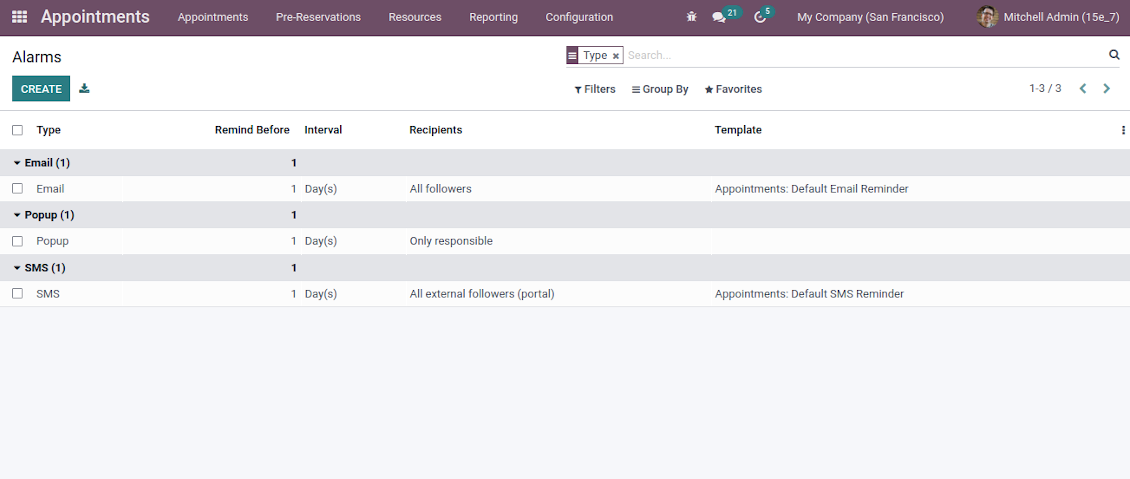 Appointments Appointments Pre-Reservations Resources Reporting Configuration 21 5 My Company (San Francisco) Mitchell Admin (15e_7)
Alarms Type Search...
CREATE Filters Group By Favorites 1-3 / 3
Type Remind Before Interval Recipients Template
Email (1) 1
Email 1 Day(s) All followers Appointments: Default Email Reminder
Popup (1) 1
Popup 1 Day(s) Only responsible
SMS (1) 1
SMS 1 Day(s) All external followers (portal) Appointments: Default SMS Reminder